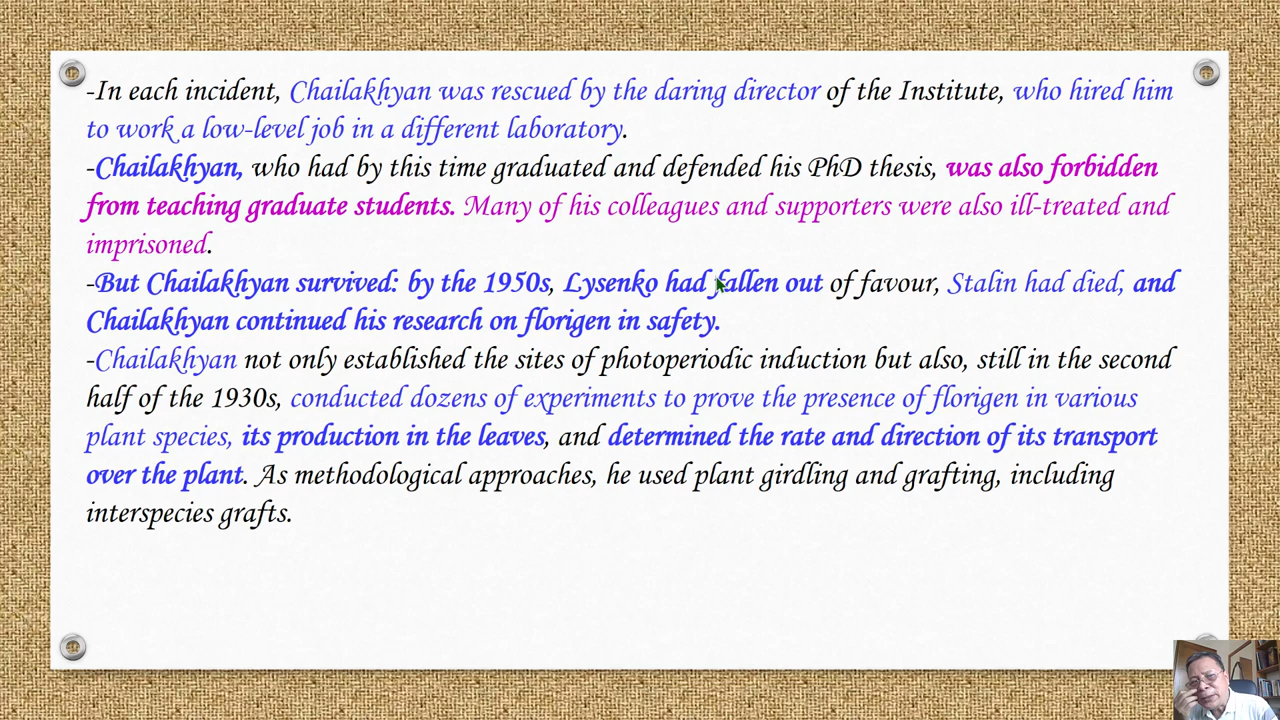 -In each incident, Chailakhyan was rescued by the daring director of the Institute, who hired him
to work a low-level job in a different laboratory.
-Chailakhyan, who had by this time graduated and defended his PhD thesis, was also forbidden
from teaching graduate students. Many of his colleagues and supporters were also ill-treated and
imprisoned.
-But Chailakhyan survived: by the 1950s, Lysenko had fallen out of favour, Stalin had died, and
Chailakhyan continued his research on florigen in safety.
-Chailakhyan not only established the sites of photoperiodic induction but also, still in the second
half of the 1930s, conducted dozens of experiments to prove the presence of florigen in various
plant species, its production in the leaves, and determined the rate and direction of its transport
over the plant. As methodological approaches, he used plant girdling and grafting, including
interspecies grafts.